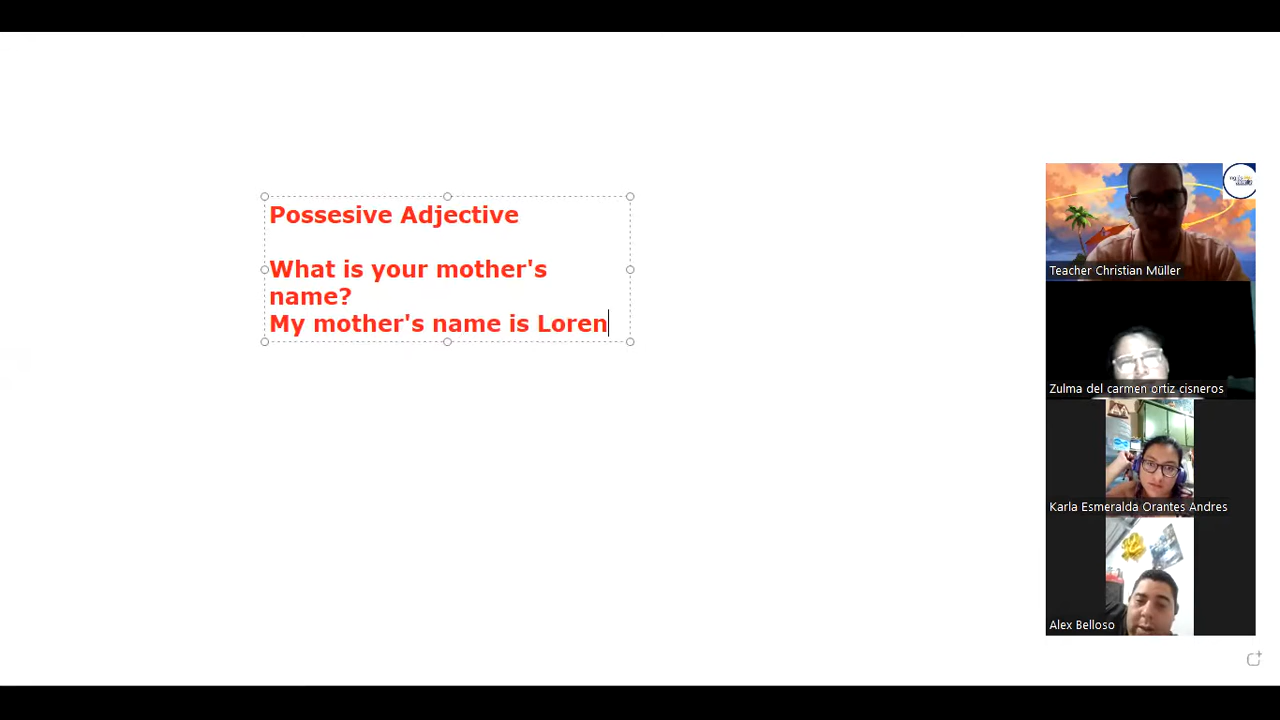 Possesive Adjective
What is your mother's
name?
My mother's name is Loren
Teacher Christian Müller
Zulma del carmen ortiz cisneros
Karla Esmeralda Orantes Andres
Alex Belloso